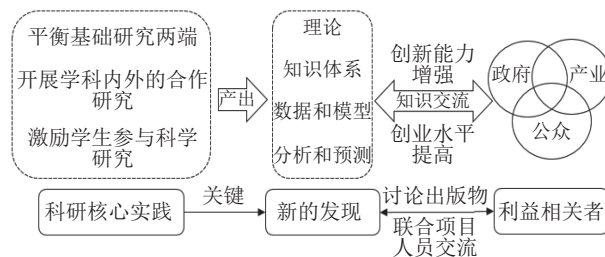 平衡基础研究两端
开展学科内外的合作
研究
激励学生参与科学
研究
产出
理论
知识体系
数据和模型
分析和预测
创新能力
增强
知识交流
创业水平
提高
政府
产业
公众
科研核心实践
关键
新的发现
讨论出版物
联合项目
人员交流
利益相关者